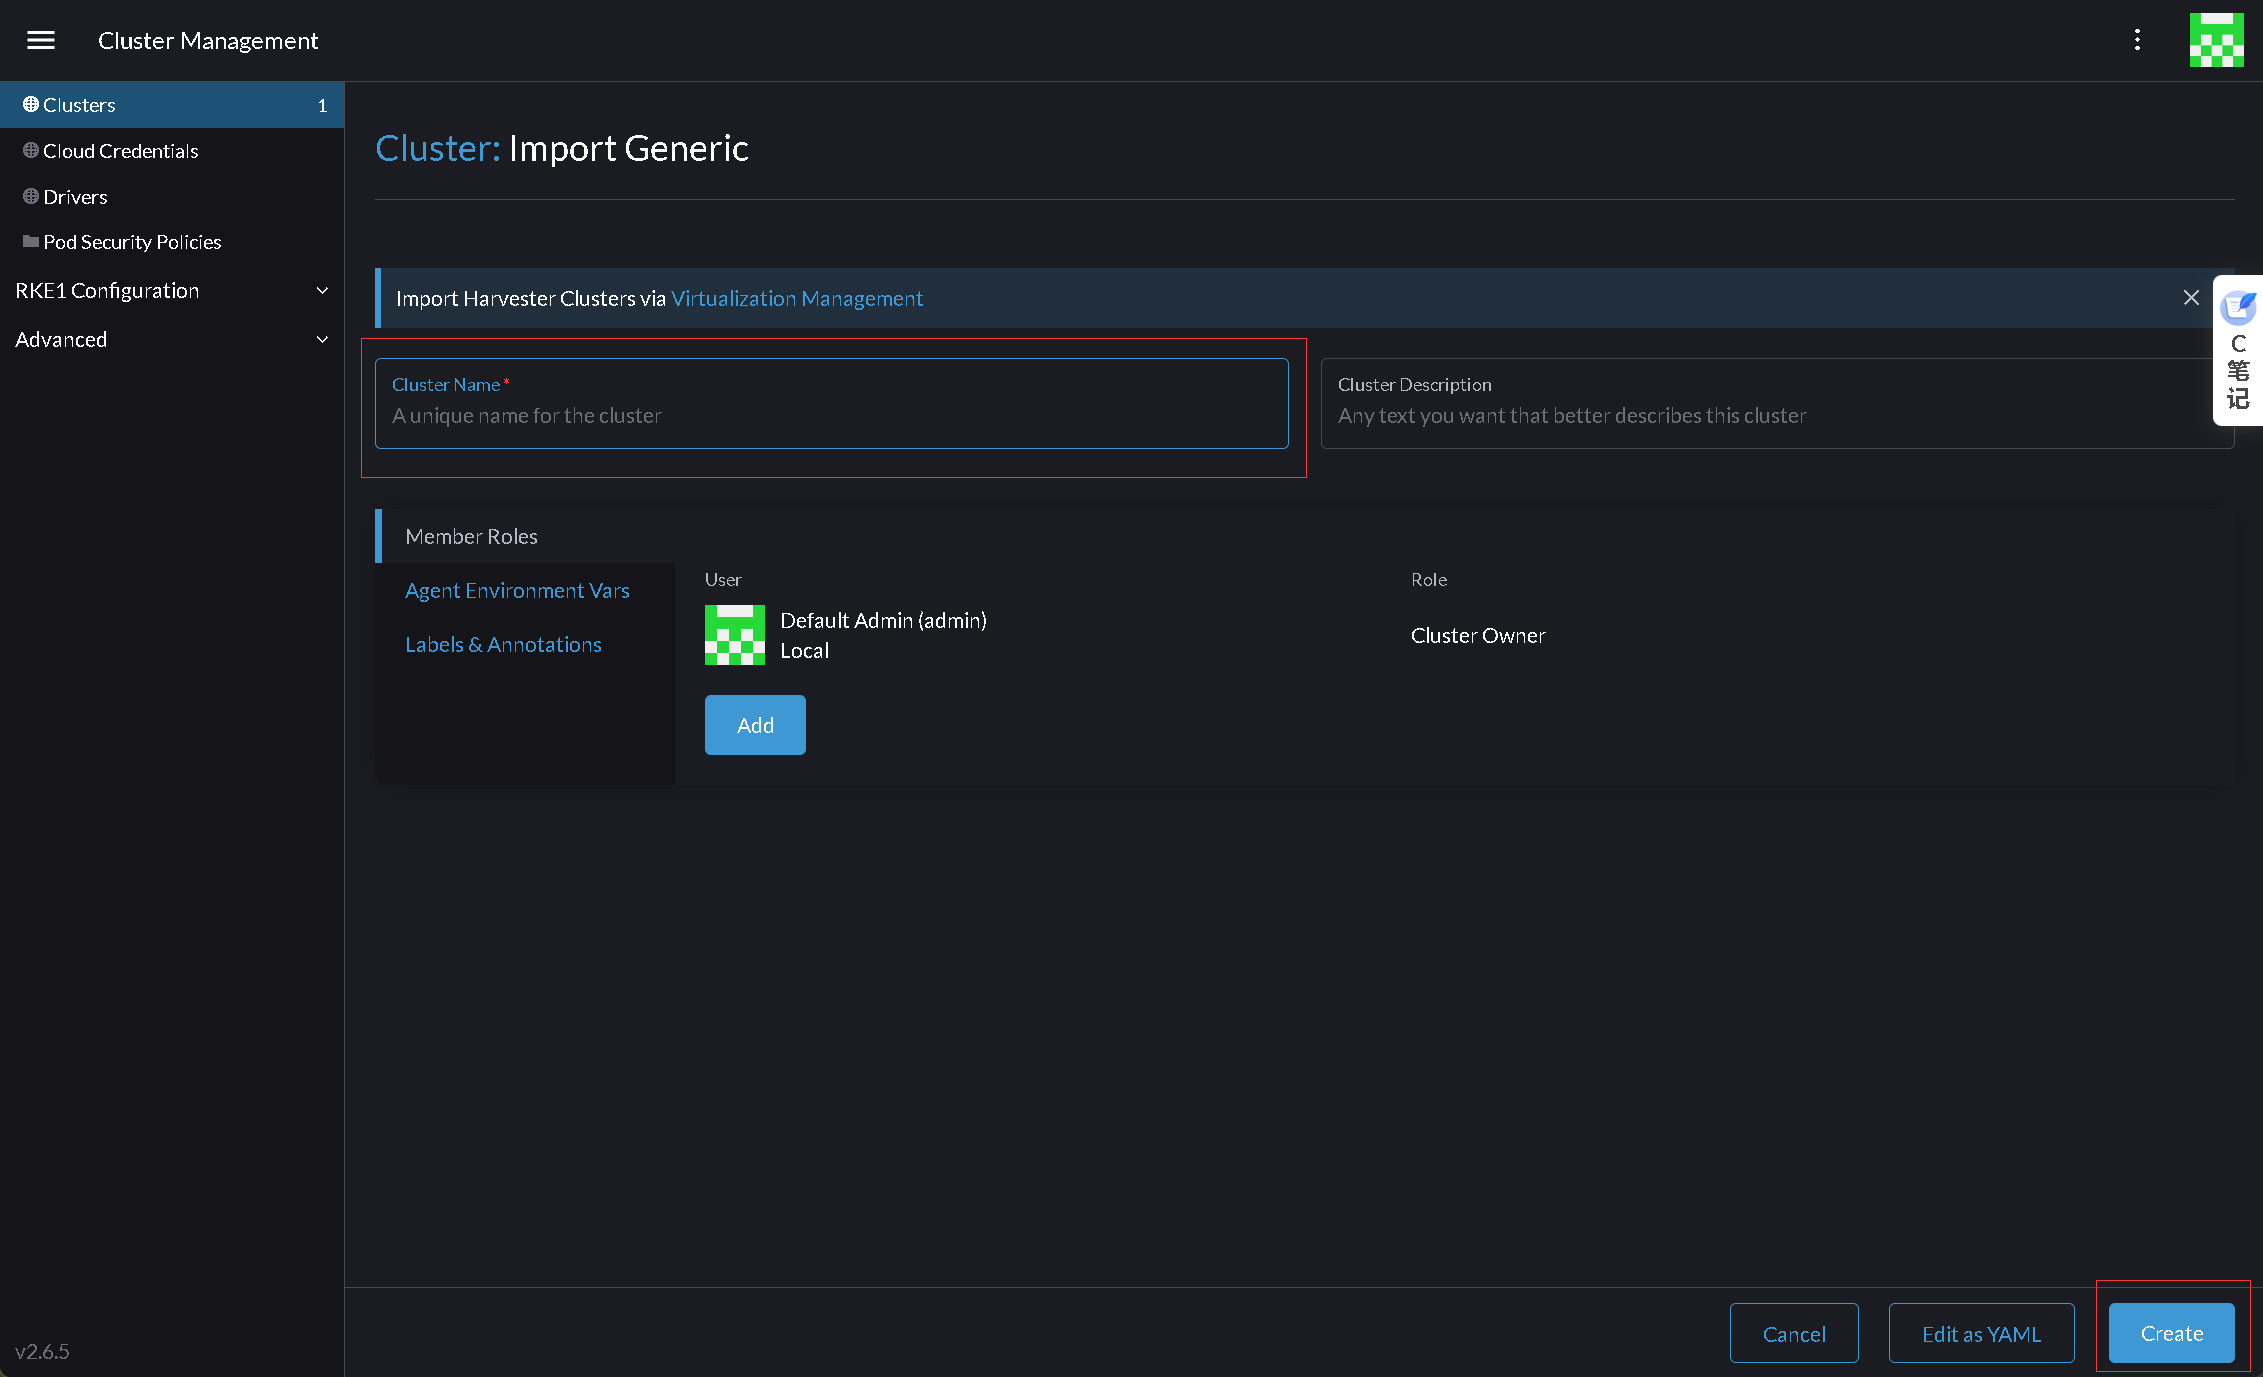 Cluster Management
Clusters 1
Cloud Credentials
Drivers
Pod Security Policies
RKE1 Configuration
Advanced
Cluster: Import Generic
Import Harvester Clusters via Virtualization Management
Cluster Name *
A unique name for the cluster
Cluster Description
Any text you want that better describes this cluster
C
笔
记
Member Roles
Agent Environment Vars
Labels & Annotations
User
Role
Default Admin (admin)
Local
Cluster Owner
Add
Cancel
Edit as YAML
Create
v2.6.5